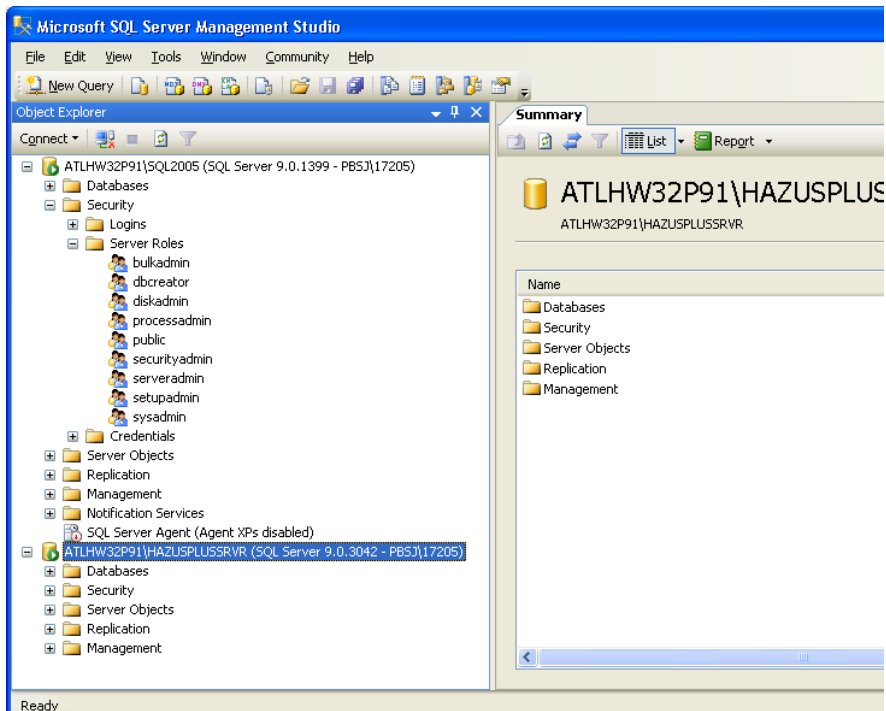 Microsoft SQL Server Management Studio
File Edit View Tools Window Community Help
New Query
Object Explorer
Connect
ATLHW32P91\SQL2005 (SQL Server 9.0.1399 - PBSJ\17205)
Databases
Security
Logins
Server Roles
bulkadmin
dbcreator
diskadmin
processadmin
public
securityadmin
serveradmin
setupadmin
sysadmin
Credentials
Server Objects
Replication
Management
Notification Services
SQL Server Agent (Agent XPs disabled)
ATLHW32P91\HAZUSPLUSSRVR (SQL Server 9.0.3042 - PBSJ\17205)
Databases
Security
Server Objects
Replication
Management
Summary
List Report
ATLHW32P91\HAZUSPLUS
ATLHW32P91\HAZUSPLUSSRVR
Name
Databases
Security
Server Objects
Replication
Management
Ready